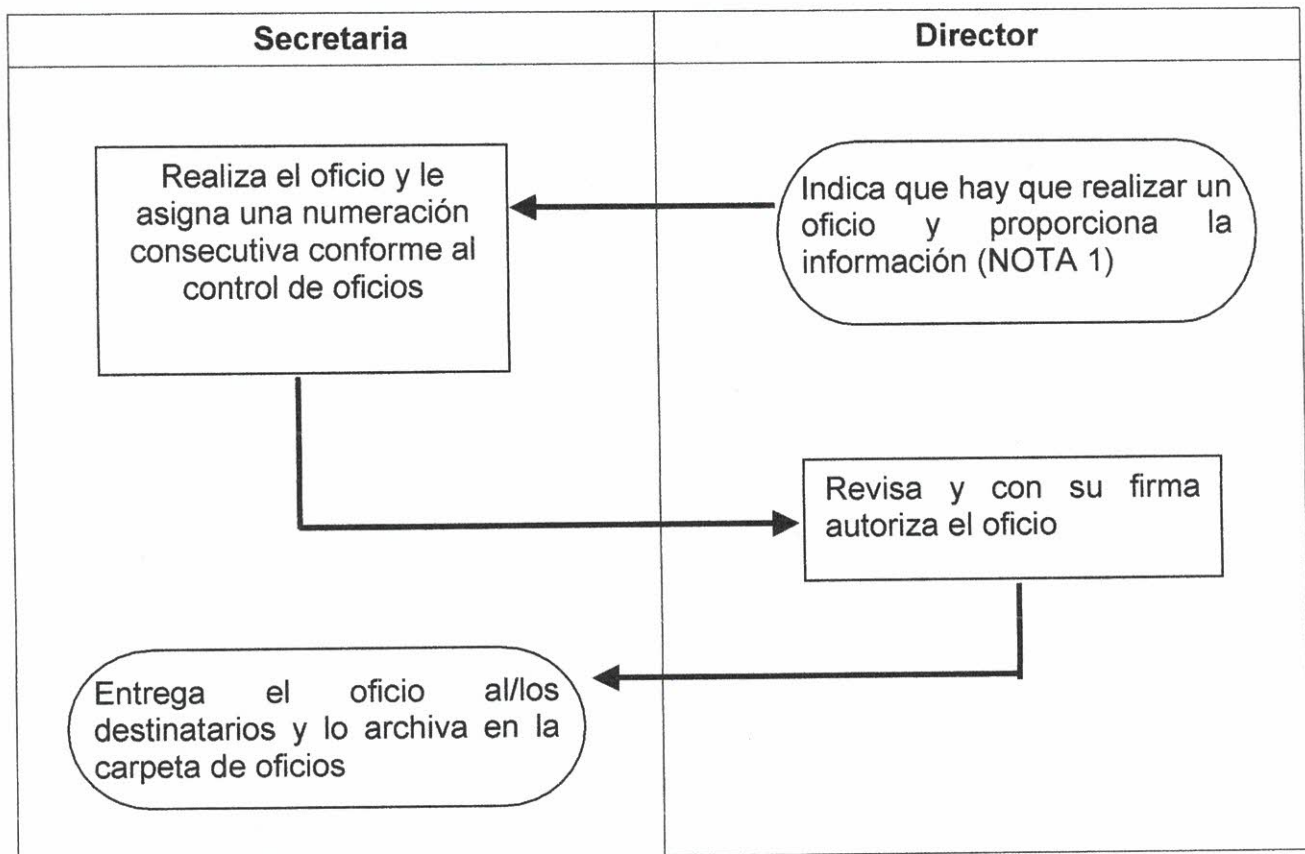 Secretaria
Director
Realiza el oficio y le
asigna una numeración
consecutiva conforme al
control de oficios
Indica que hay que realizar un
oficio y proporciona la
información (NOTA 1)
Revisa y con su firma
autoriza el oficio
Entrega el oficio al/los
destinatarios y lo archiva en la
carpeta de oficios